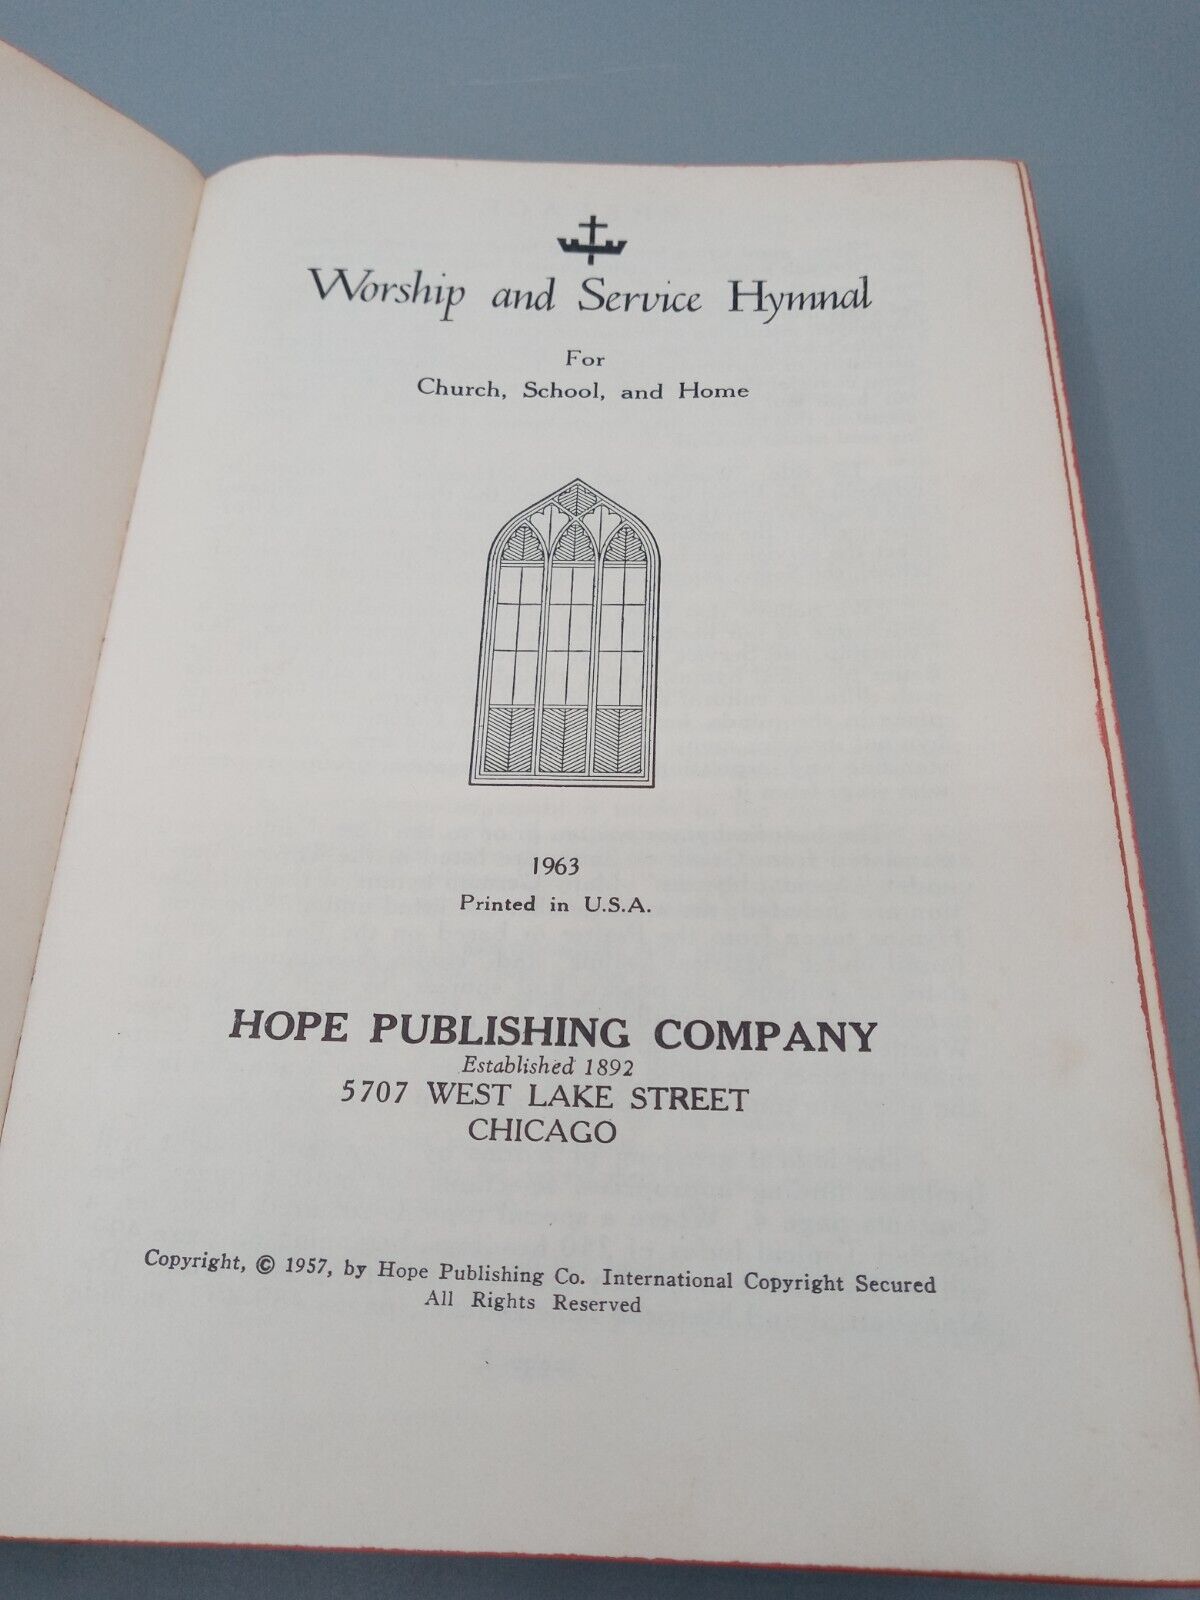 Worship and Service Hymnal
For
Church, School, and Home
1963
Printed in U.S.A.
HOPE PUBLISHING COMPANY
Established 1892
5707 WEST LAKE STREET
CHICAGO
Copyright, © 1957, by Hope Publishing Co. International Copyright Secured
All Rights Reserved